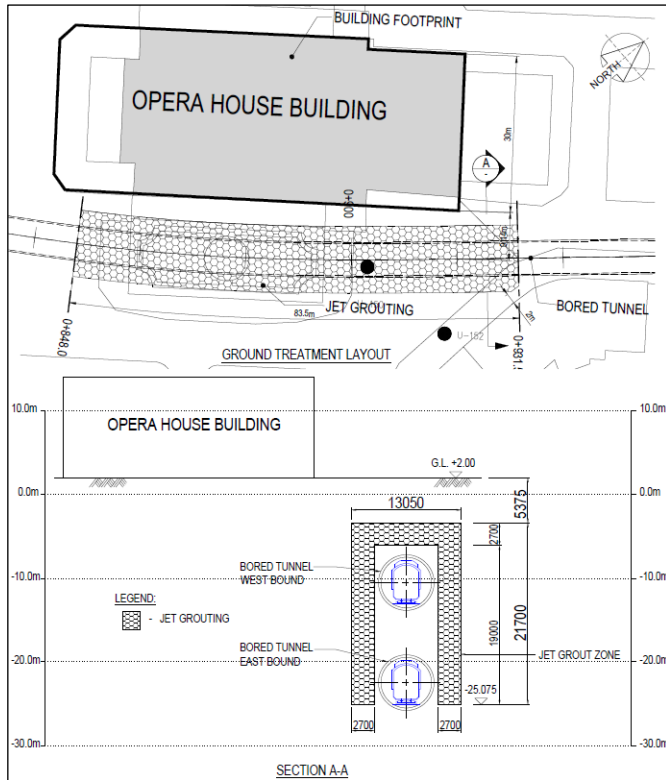 BUILDING FOOTPRINT
OPERA HOUSE BUILDING
NORTH
A
-
30m
0+900
JET GROUTING
BORED TUNNEL
83.5m
2m
U-182
0+848.0
GROUND TREATMENT LAYOUT
10.0m
10.0m
OPERA HOUSE BUILDING
G.L. +2.00
0.0m
0.0m
13050
5375
2700
BORED TUNNEL
WEST BOUND
-10.0m
-10.0m
LEGEND:
- JET GROUTING
19000
21700
BORED TUNNEL
EAST BOUND
JET GROUT ZONE
-20.0m
-20.0m
-25.075
2700
2700
-30.0m
-30.0m
SECTION A-A